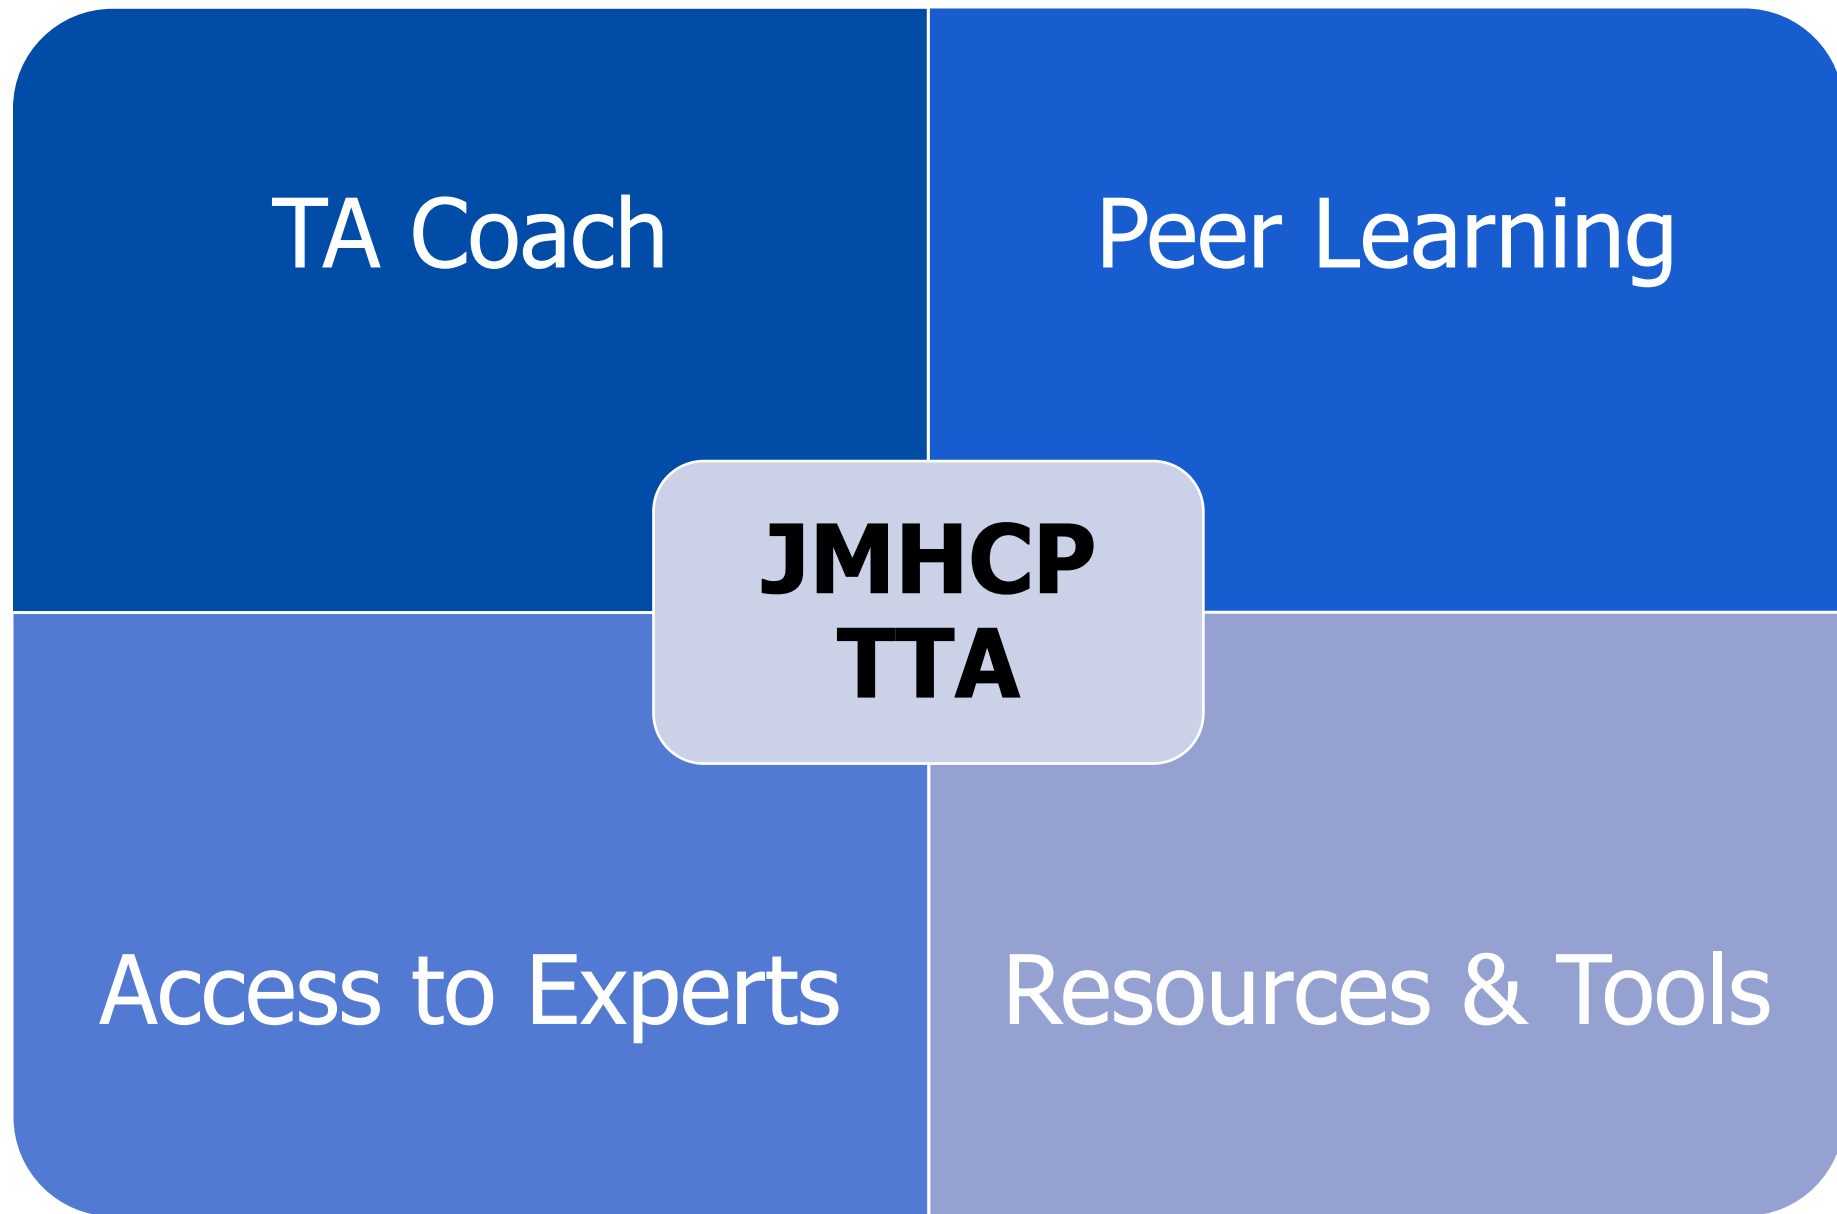 TA Coach
Peer Learning
JMHCP
TTA
Access to Experts
Resources & Tools